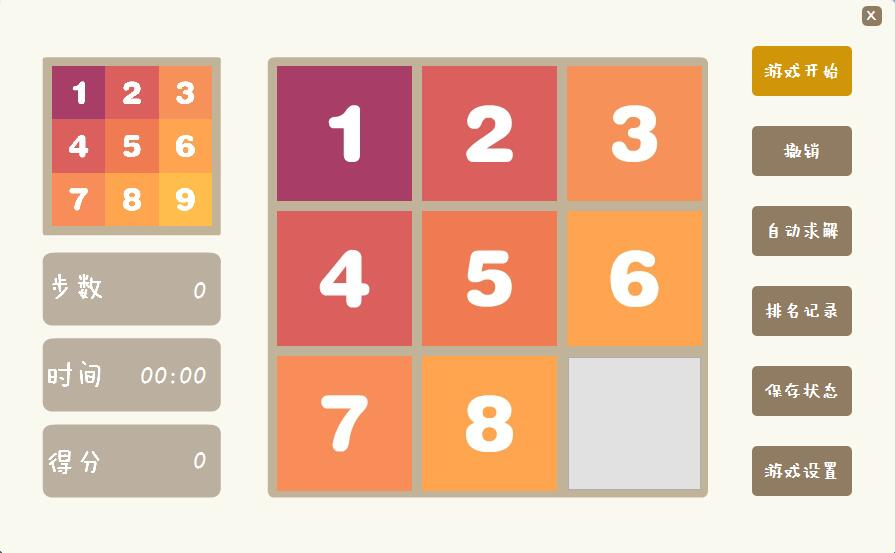 X
1 2 3
4 5 6
7 8 9
步数 0
时间 00:00
得分 0
1 2 3
4 5 6
7 8
游戏开始
撤销
自动求解
排名记录
保存状态
游戏设置